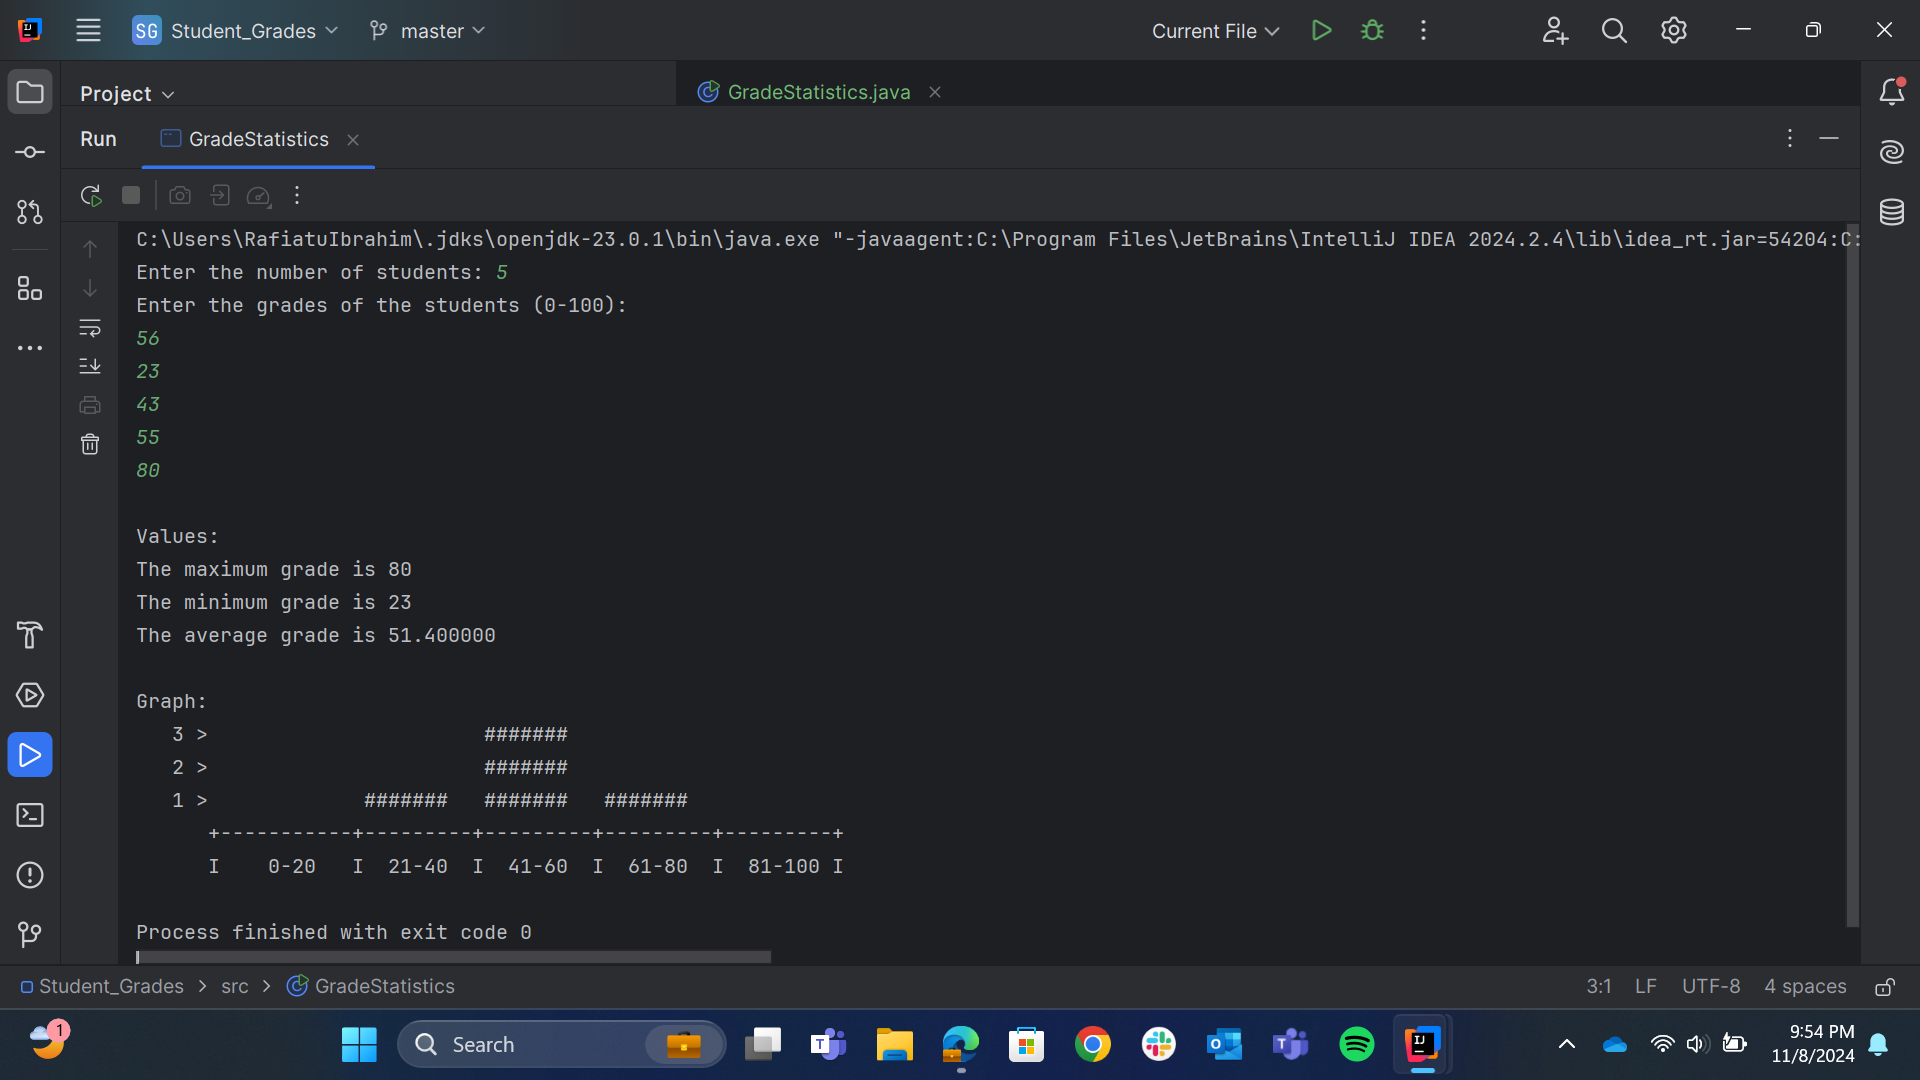 SG Student_Grades master Current File
Project GradeStatistics.java
Run GradeStatistics
C:\Users\RafiatuIbrahim\.jdks\openjdk-23.0.1\bin\java.exe "-javaagent:C:\Program Files\JetBrains\IntelliJ IDEA 2024.2.4\lib\idea_rt.jar=54204:C:
Enter the number of students: 5
Enter the grades of the students (0-100):
56
23
43
55
80
Values:
The maximum grade is 80
The minimum grade is 23
The average grade is 51.400000
Graph:
   3 >                       #######
   2 >                       #######
   1 >             #######   #######   #######
      +-----------+---------+---------+---------+---------+
      I    0-20   I  21-40  I  41-60  I  61-80  I  81-100 I
Process finished with exit code 0
Student_Grades > src > GradeStatistics 3:1 LF UTF-8 4 spaces
1 Search 9:54 PM
11/8/2024